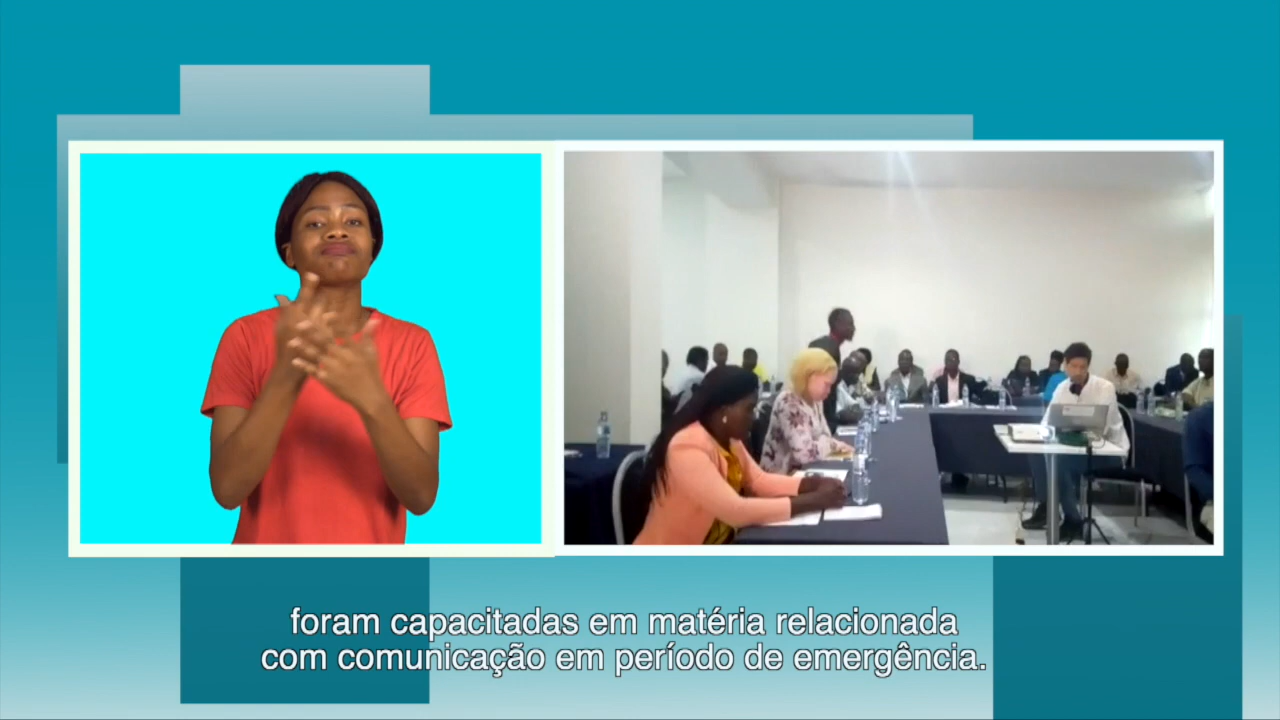 foram capacitadas em matéria relacionada
com comunicação em período de emergência.